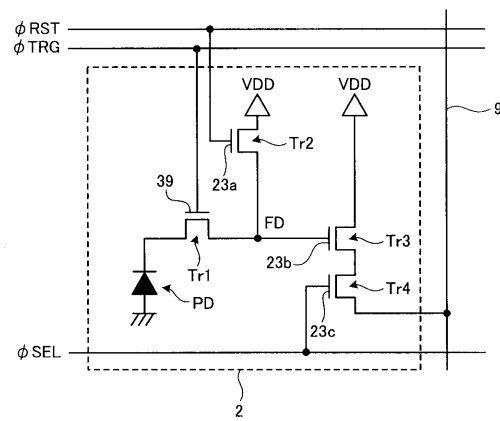 φRST
φTRG
VDD
VDD
9
Tr2
23a
39
FD
Tr1
23b
Tr3
PD
Tr4
23c
φSEL
2